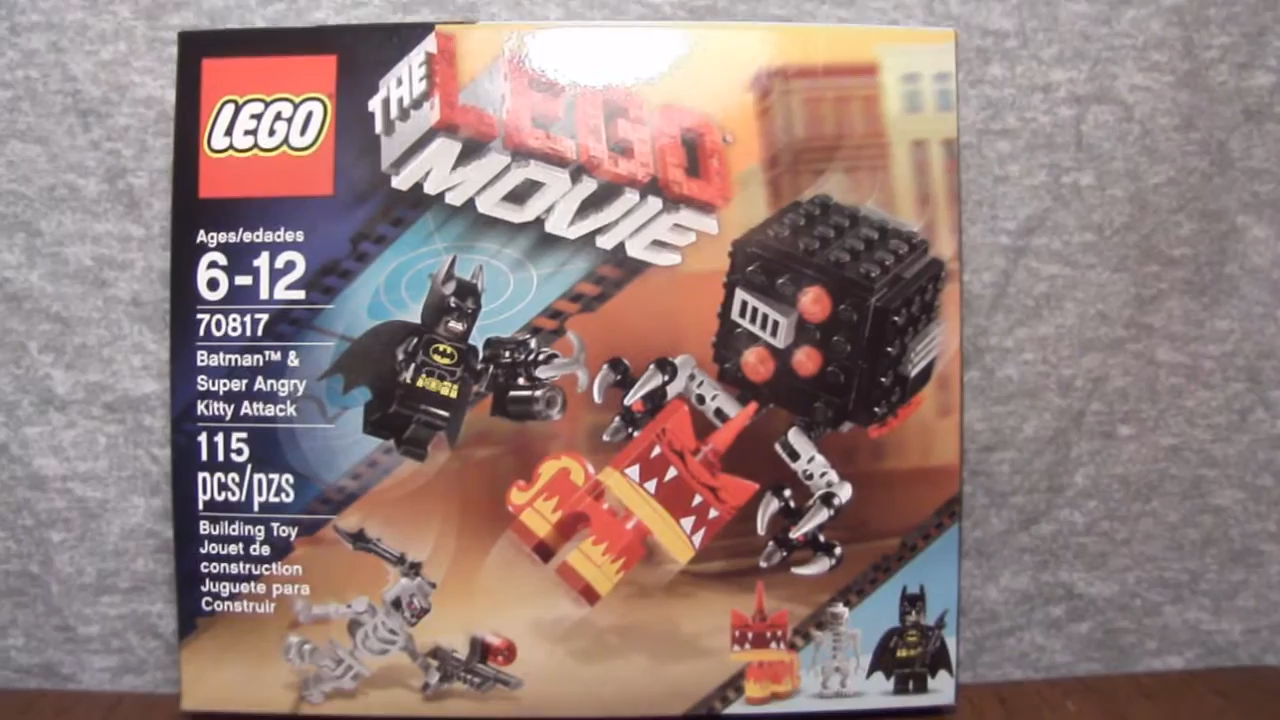 LEGO
THE
LEGO
MOVIE
Ages/edades
6-12
70817
Batman™ &
Super Angry
Kitty Attack
115
pcs/pzs
Building Toy
Jouet de
construction
Juguete para
Construir